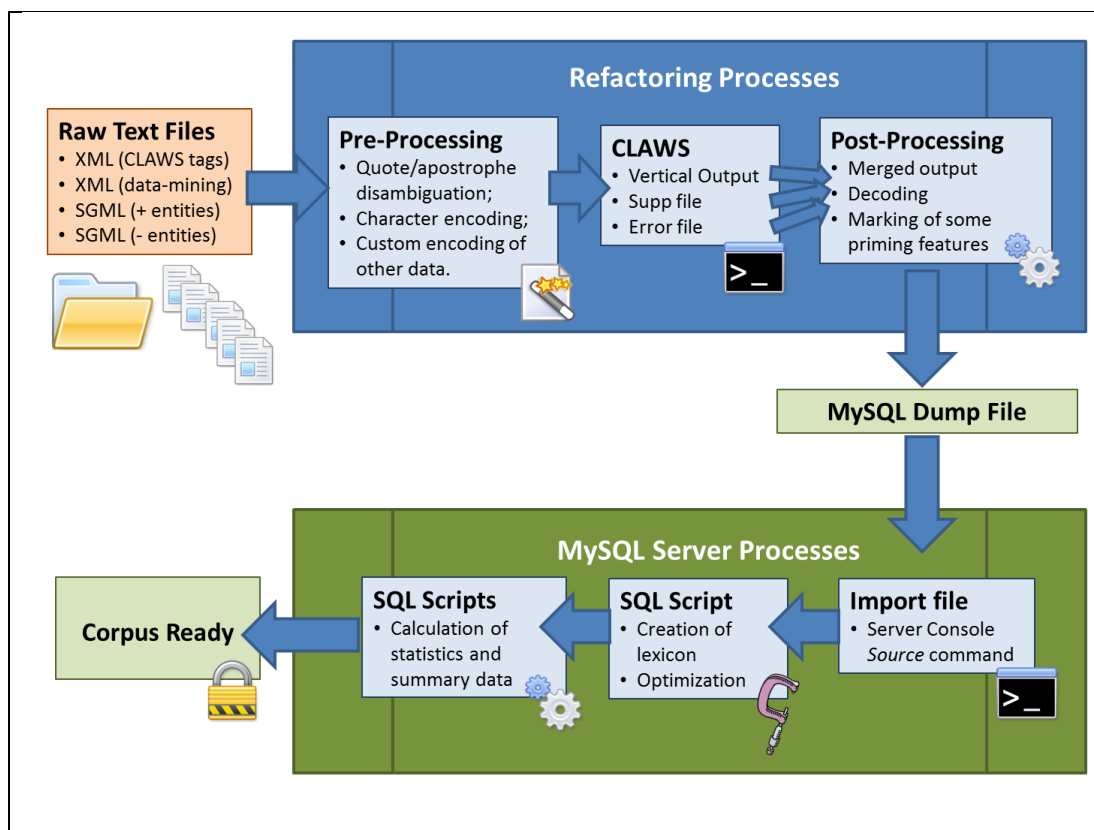 Refactoring Processes
Raw Text Files
• XML (CLAWS tags)
• XML (data-mining)
• SGML (+ entities)
• SGML (- entities)
Pre-Processing
• Quote/apostrophe
disambiguation;
• Character encoding;
• Custom encoding of
other data.
CLAWS
• Vertical Output
• Supp file
• Error file
>_
Post-Processing
• Merged output
• Decoding
• Marking of some
priming features
MySQL Dump File
MySQL Server Processes
Import file
• Server Console
Source command
>_
SQL Script
• Creation of
lexicon
• Optimization
SQL Scripts
• Calculation of
statistics and
summary data
Corpus Ready